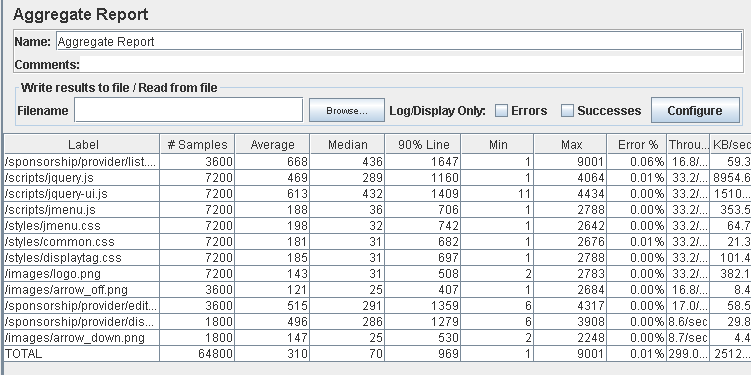 Aggregate Report
Name: Aggregate Report
Comments:
Write results to file / Read from file
Filename Browse... Log/Display Only: Errors Successes Configure
Label # Samples Average Median 90% Line Min Max Error % Throu... KB/sec
/sponsorship/provider/list.... 3600 668 436 1647 1 9001 0.06% 16.8/... 59.3
/scripts/jquery.js 7200 469 289 1160 1 4064 0.01% 33.2/... 8954.6
/scripts/jquery-ui.js 7200 613 432 1409 11 4434 0.00% 33.2/... 1510...
/scripts/jmenu.js 7200 188 36 706 1 2788 0.00% 33.2/... 353.5
/styles/jmenu.css 7200 198 32 742 1 2642 0.00% 33.2/... 64.7
/styles/common.css 7200 181 31 682 1 2676 0.01% 33.2/... 21.3
/styles/displaytag.css 7200 185 31 697 1 2788 0.00% 33.2/... 101.4
/images/logo.png 7200 143 31 508 2 2783 0.00% 33.2/... 382.1
/images/arrow_off.png 3600 121 25 407 1 2684 0.00% 16.8/... 8.4
/sponsorship/provider/edit... 3600 515 291 1359 6 4317 0.00% 17.0/... 58.5
/sponsorship/provider/dis... 1800 496 286 1279 6 3908 0.00% 8.6/sec 29.8
/images/arrow_down.png 1800 147 25 530 2 2248 0.00% 8.7/sec 4.4
TOTAL 64800 310 70 969 1 9001 0.01% 299.0... 2512...